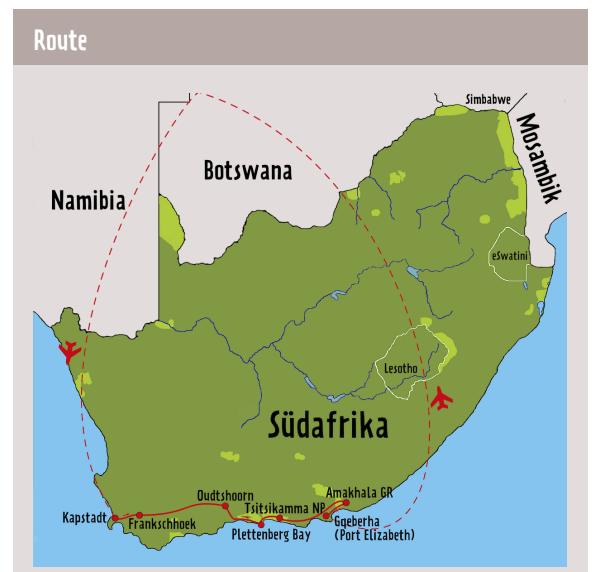 Route
Simbabwe
Mosambik
Botswana
Namibia
eSwatini
Lesotho
Südafrika
Amakhala GR
Oudtshoorn
Tsitsikamma NP
Kapstadt
Frankschhoek
Gqeberha
(Port Elizabeth)
Plettenberg Bay